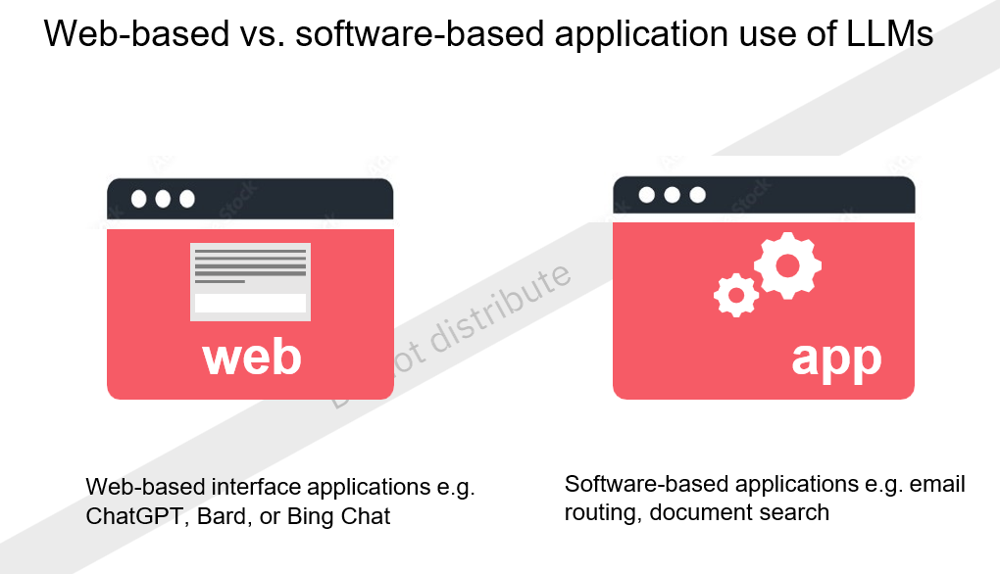 Web-based vs. software-based application use of LLMs
web
app
ot distribute
Web-based interface applications e.g.
ChatGPT, Bard, or Bing Chat
Software-based applications e.g. email
routing, document search